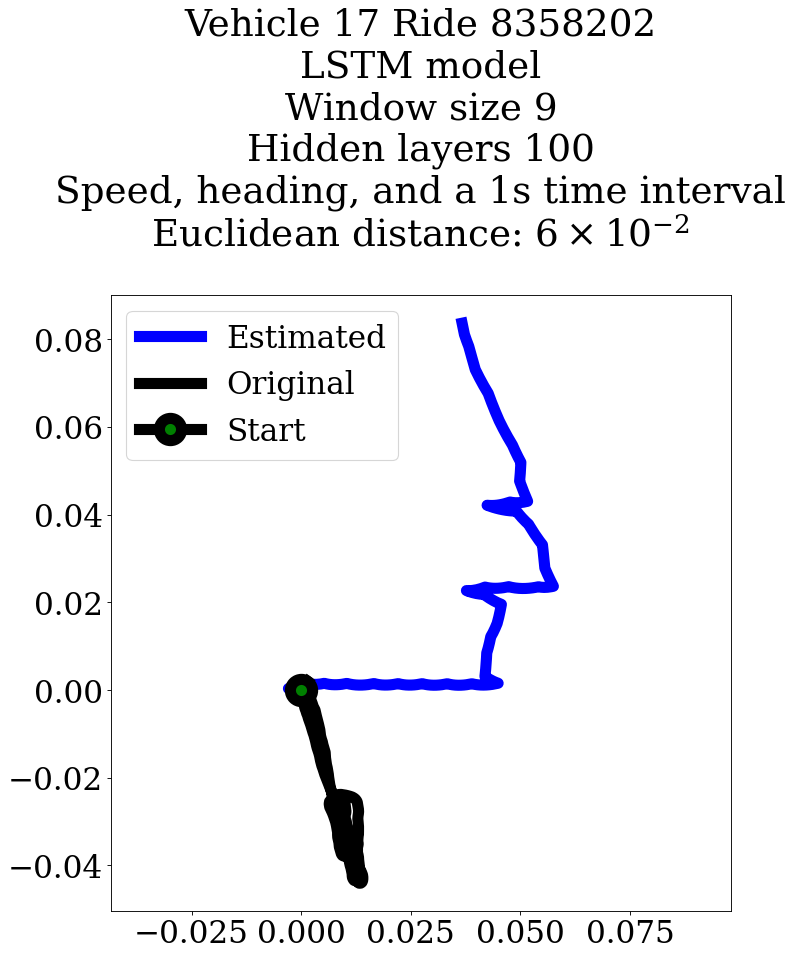 Vehicle 17 Ride 8358202
LSTM model
Window size 9
Hidden layers 100
Speed, heading, and a 1s time interval
Euclidean distance: 6 × 10⁻²
Estimated
Original
Start
0.08
0.06
0.04
0.02
0.00
−0.02
−0.04
−0.025 0.000 0.025 0.050 0.075